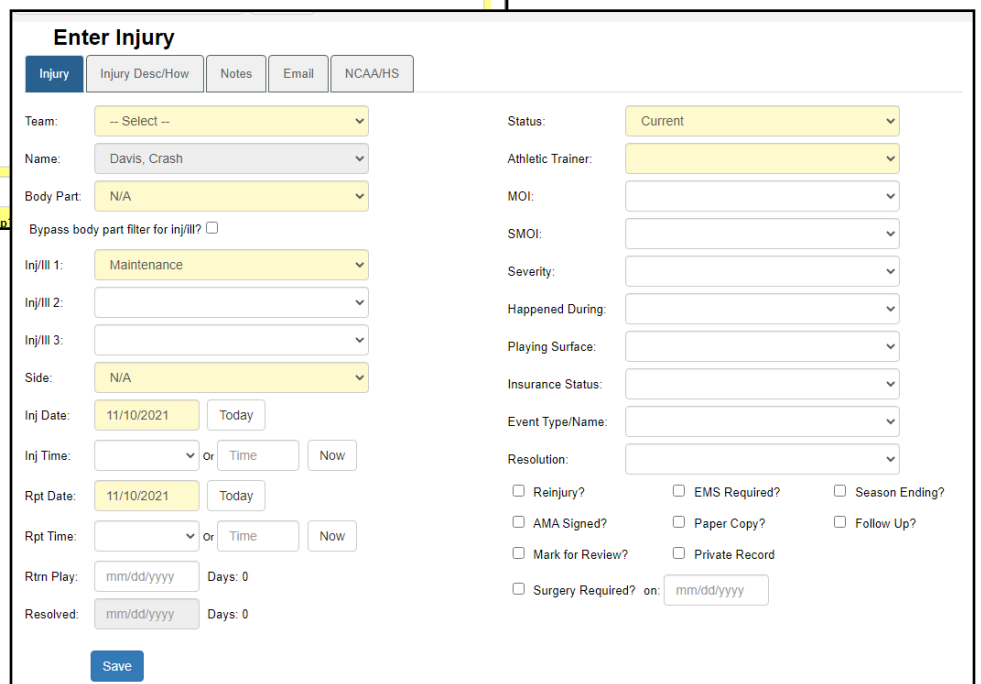 Enter Injury
Injury
Injury Desc/How
Notes
Email
NCAA/HS
Team: -- Select --
Name: Davis, Crash
Body Part: N/A
Bypass body part filter for inj/ill?
Inj/Ill 1: Maintenance
Inj/Ill 2:
Inj/Ill 3:
Side: N/A
Inj Date: 11/10/2021 Today
Inj Time: Or Time Now
Rpt Date: 11/10/2021 Today
Rpt Time: Or Time Now
Rtrn Play: mm/dd/yyyy Days: 0
Resolved: mm/dd/yyyy Days: 0
Save
Status: Current
Athletic Trainer:
MOI:
SMOI:
Severity:
Happened During:
Playing Surface:
Insurance Status:
Event Type/Name:
Resolution:
Reinjury? EMS Required? Season Ending?
AMA Signed? Paper Copy? Follow Up?
Mark for Review? Private Record
Surgery Required? on: mm/dd/yyyy